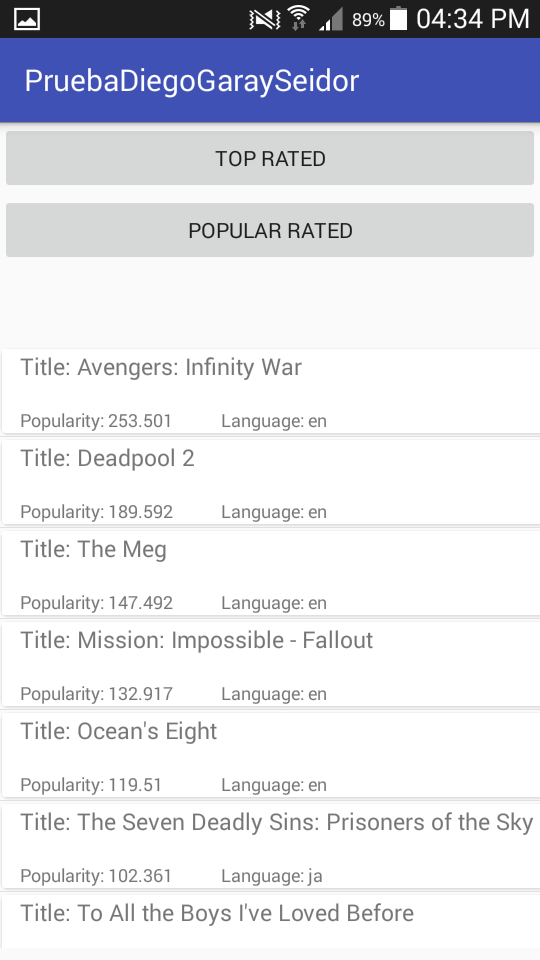 89% 04:34 PM
PruebaDiegoGaraySeidor
TOP RATED
POPULAR RATED
Title: Avengers: Infinity War
Popularity: 253.501 Language: en
Title: Deadpool 2
Popularity: 189.592 Language: en
Title: The Meg
Popularity: 147.492 Language: en
Title: Mission: Impossible - Fallout
Popularity: 132.917 Language: en
Title: Ocean's Eight
Popularity: 119.51 Language: en
Title: The Seven Deadly Sins: Prisoners of the Sky
Popularity: 102.361 Language: ja
Title: To All the Boys I've Loved Before